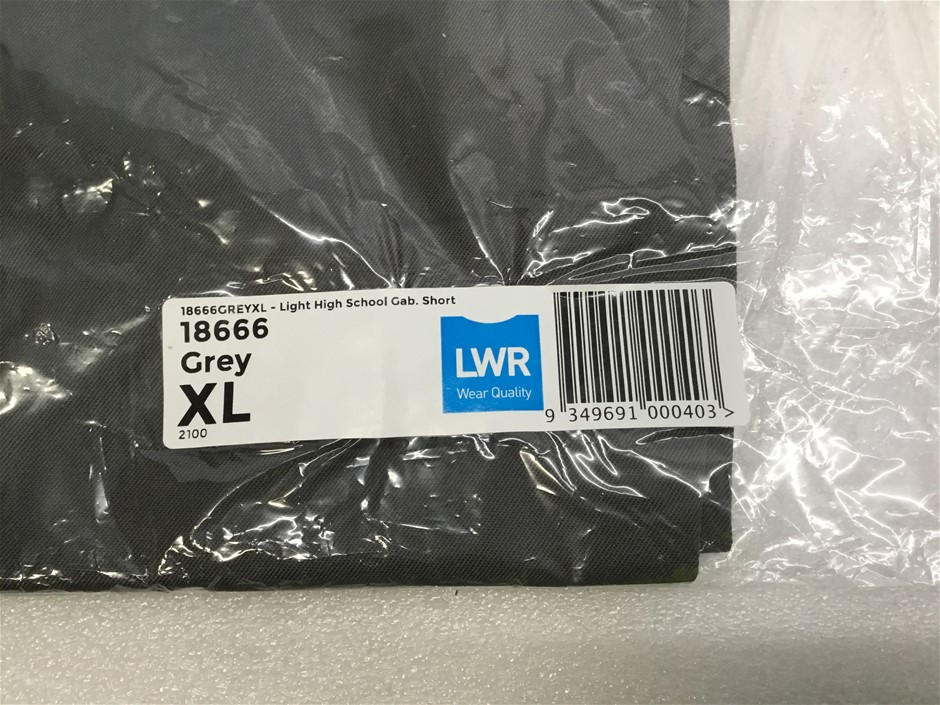 18666GREYXL - Light High School Gab. Short
18666
Grey
XL
2100
LWR
Wear Quality
9 349691 000403 >